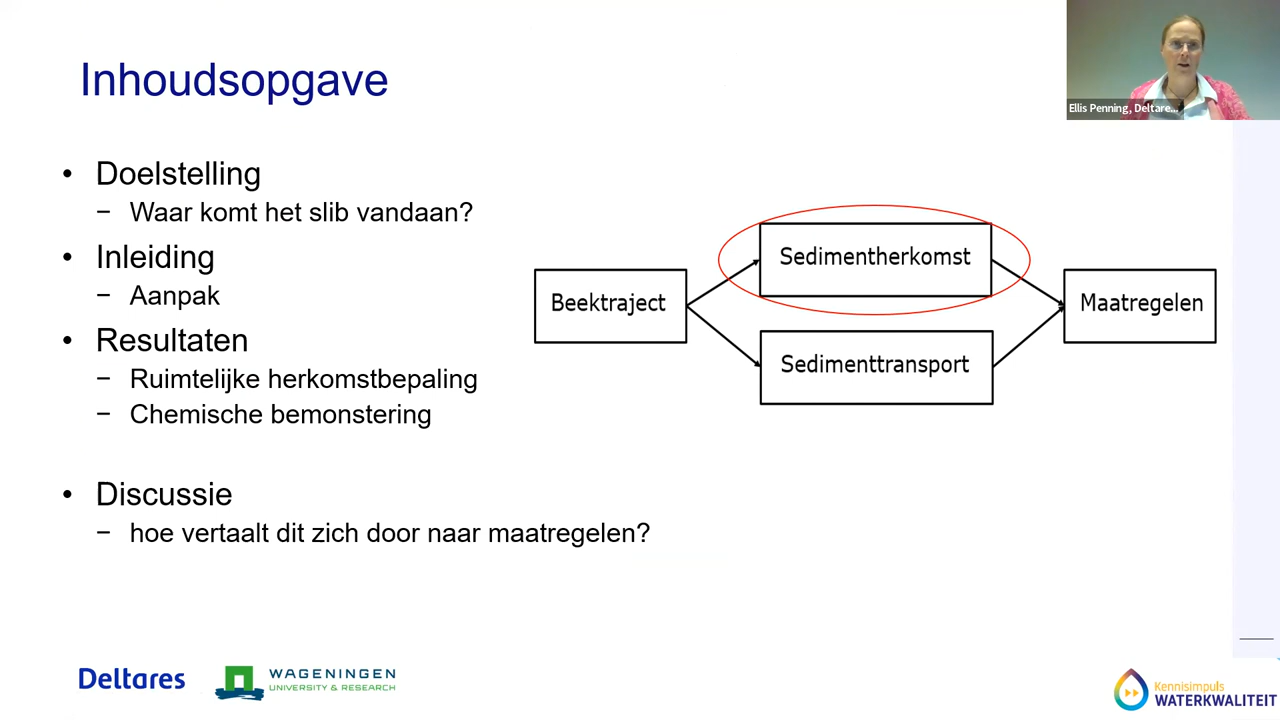 Inhoudsopgave
Ellis Penning, Deltare...
• Doelstelling
− Waar komt het slib vandaan?
• Inleiding
− Aanpak
• Resultaten
− Ruimtelijke herkomstbepaling
− Chemische bemonstering
• Discussie
− hoe vertaalt dit zich door naar maatregelen?
Beektraject
Sedimentherkomst
Sedimenttransport
Maatregelen
Deltares
WAGENINGEN
UNIVERSITY & RESEARCH
Kennisimpuls
WATERKWALITEIT